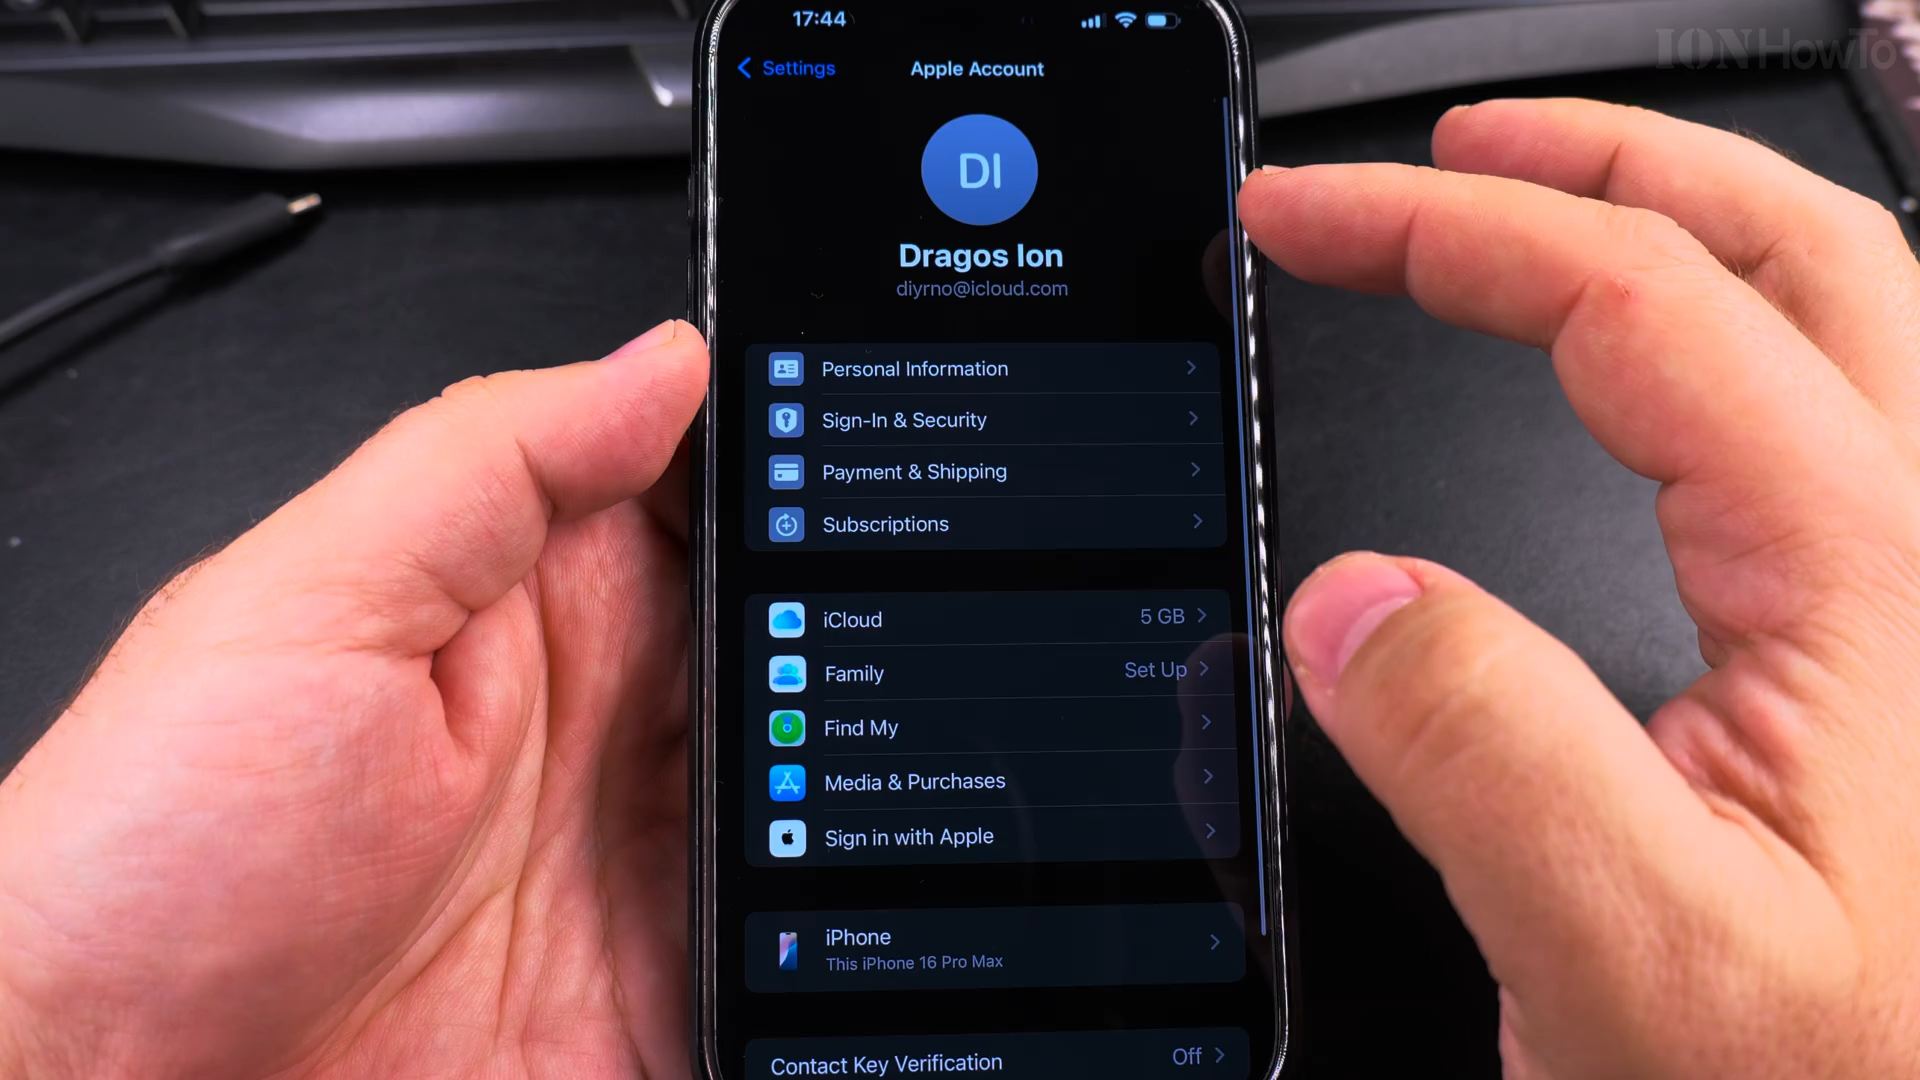 17:44
IONHowTo
Settings
Apple Account
DI
Dragos Ion
diyrno@icloud.com
Personal Information
Sign-In & Security
Payment & Shipping
Subscriptions
iCloud 5 GB
Family Set Up
Find My
Media & Purchases
Sign in with Apple
iPhone
This iPhone 16 Pro Max
Contact Key Verification Off